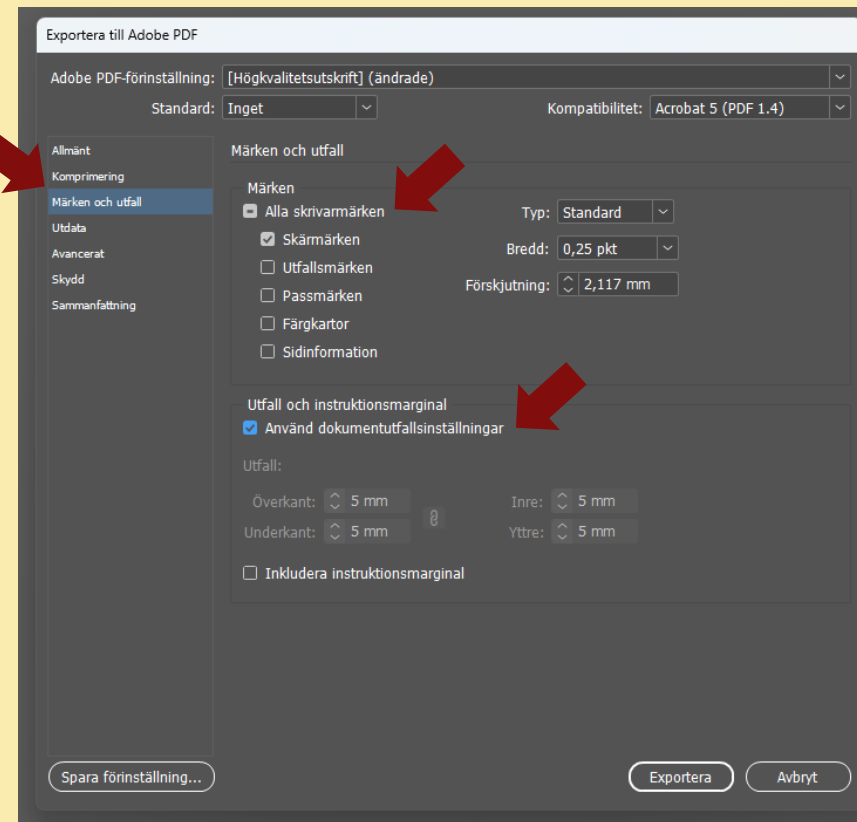 Exportera till Adobe PDF
Adobe PDF-förinställning: [Högkvalitetsutskrift] (ändrade)
Standard: Inget Kompatibilitet: Acrobat 5 (PDF 1.4)
Allmänt
Komprimering
Märken och utfall
Utdata
Avancerat
Skydd
Sammanfattning
Märken och utfall
Märken
Alla skrivarmärken Typ: Standard
Skärmärken Bredd: 0,25 pkt
Utfallsmärken
Passmärken Förskjutning: 2,117 mm
Färgkartor
Sidinformation
Utfall och instruktionsmarginal
Använd dokumentutfallsinställningar
Utfall:
Överkant: 5 mm Inre: 5 mm
Underkant: 5 mm Yttre: 5 mm
Inkludera instruktionsmarginal
Spara förinställning... Exportera Avbryt